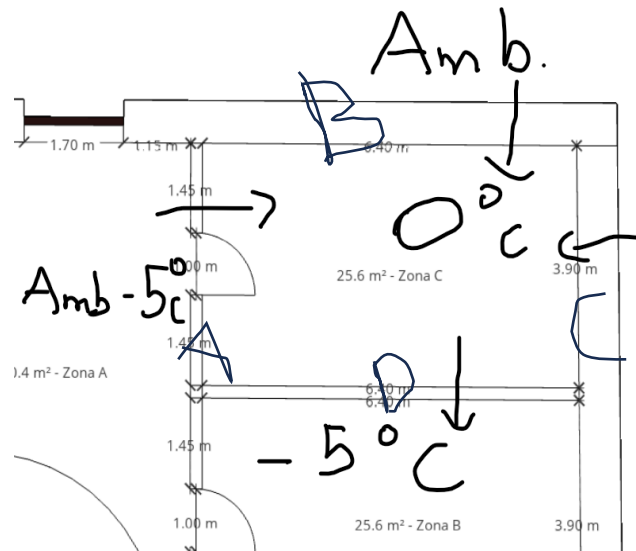 Amb.
B
1.70 m
1.15 m
6.40 m
1.45 m
0° C
Amb - 5°C
1.00 m
25.6 m² - Zona C
3.90 m
C
1.45 m
A
0.4 m² - Zona A
D
6.40 m
6.40 m
1.45 m
- 5° C
1.00 m
25.6 m² - Zona B
3.90 m